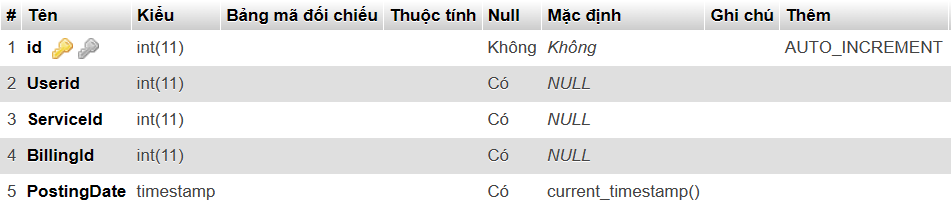 # Tên Kiểu Bảng mã đối chiếu Thuộc tính Null Mặc định Ghi chú Thêm
1 id int(11) Không Không AUTO_INCREMENT
2 Userid int(11) Có NULL
3 ServiceId int(11) Có NULL
4 BillingId int(11) Có NULL
5 PostingDate timestamp Có current_timestamp()